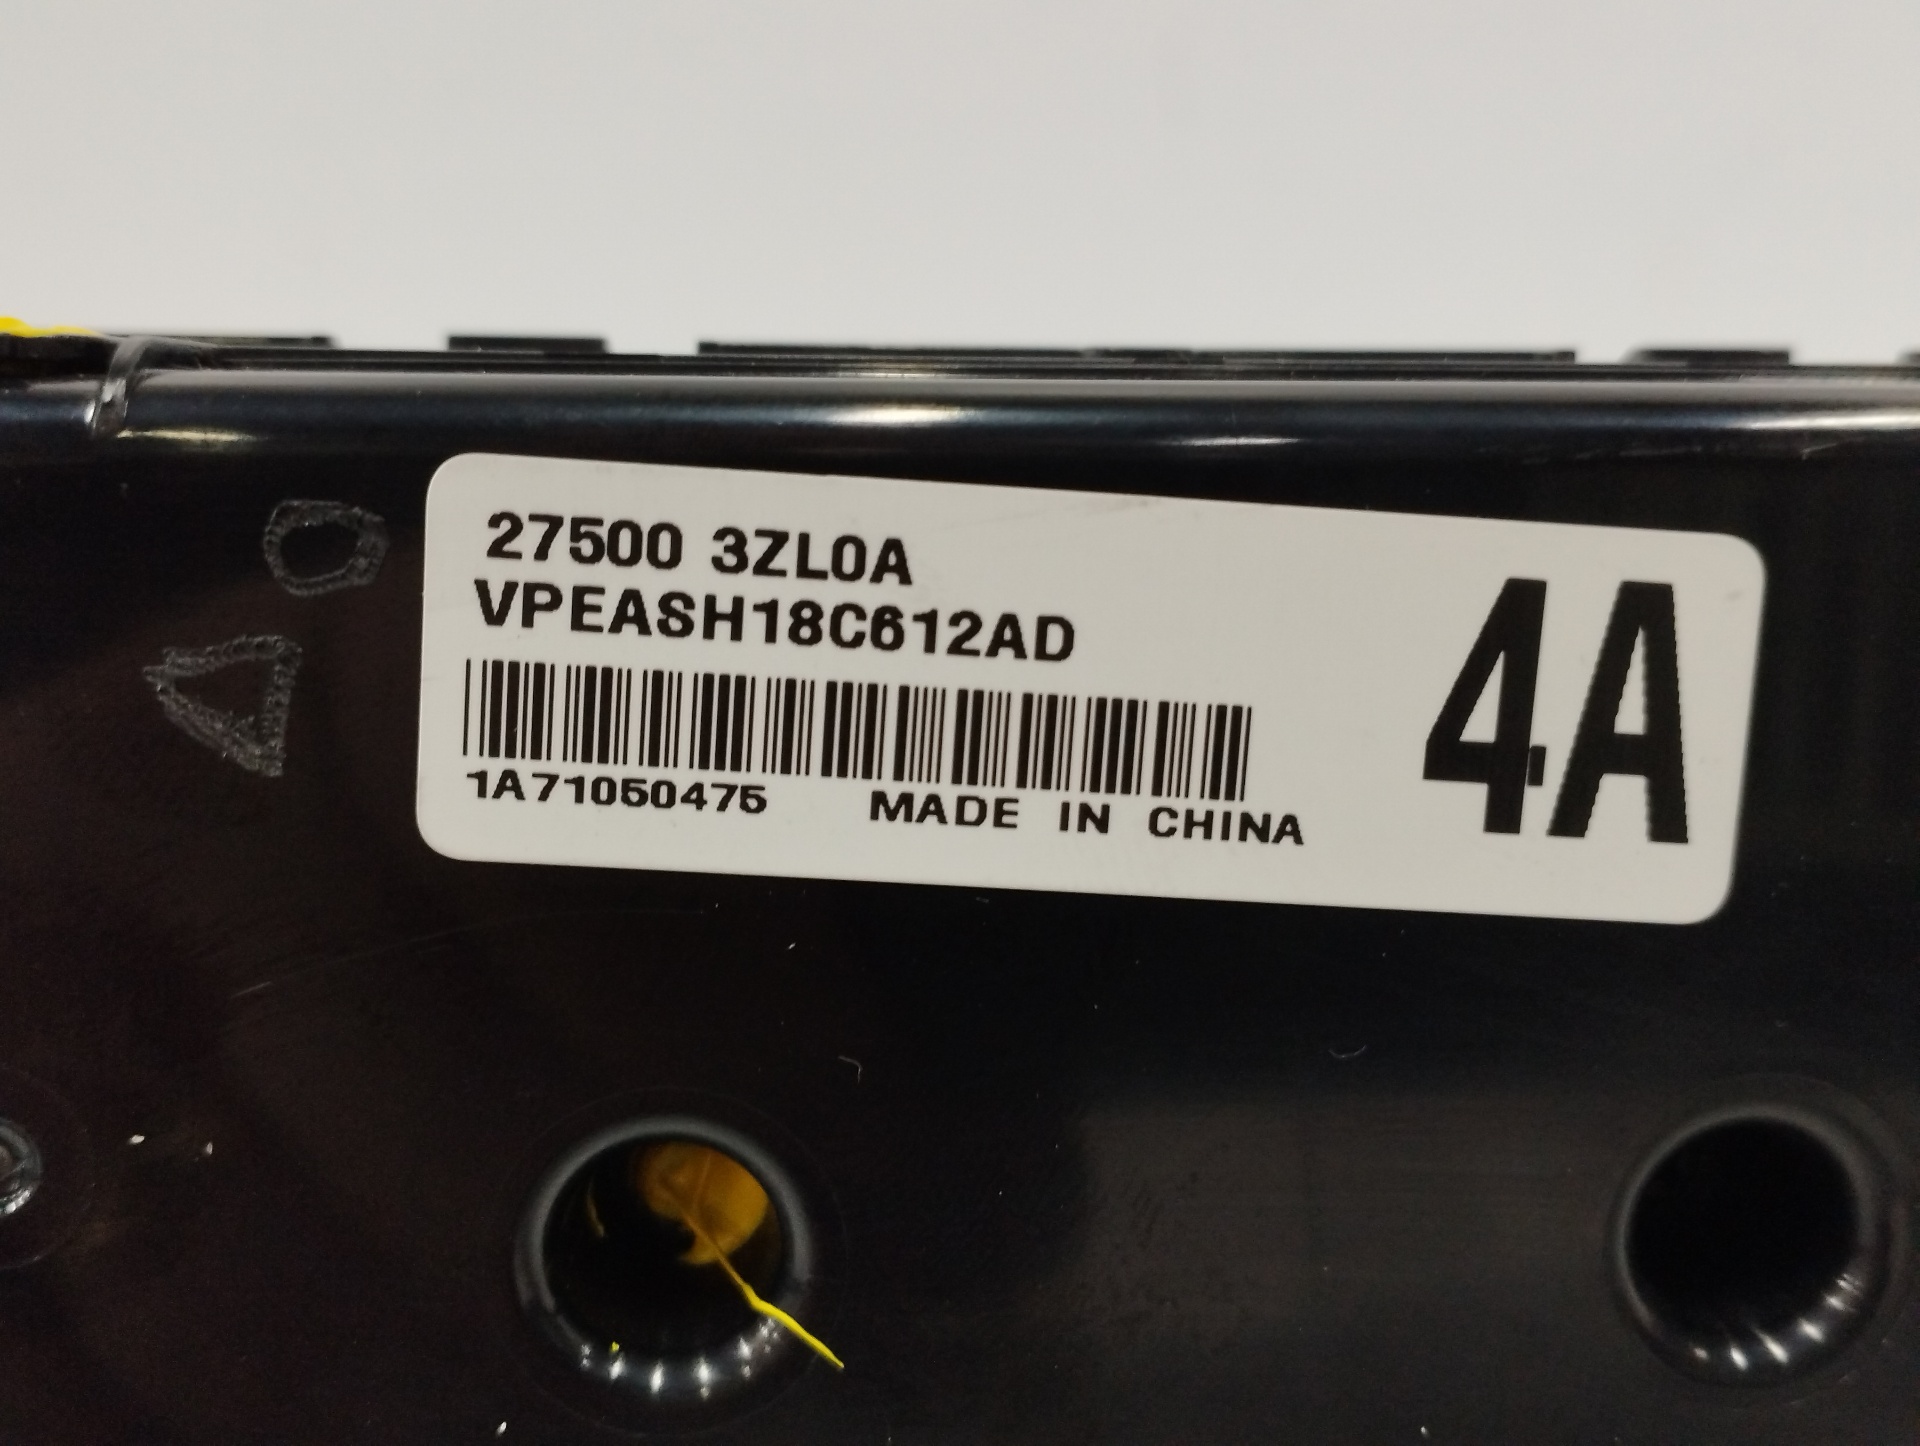 27500 3ZL0A
VPEASH18C612AD
1A71050475 MADE IN CHINA
4A